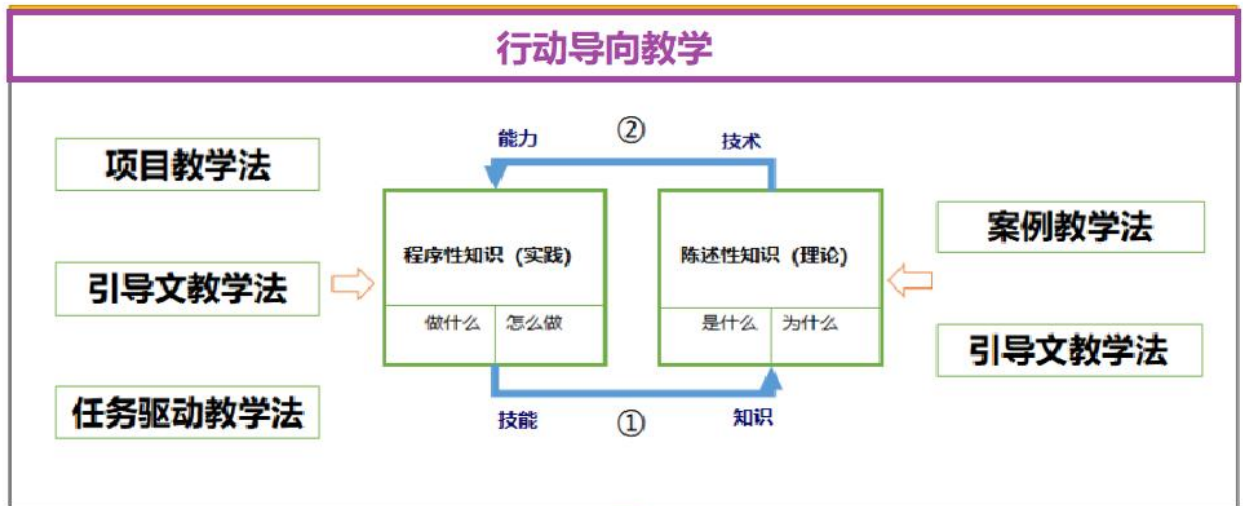 行动导向教学
能力
②
技术
项目教学法
引导文教学法
任务驱动教学法
程序性知识（实践）
做什么
怎么做
陈述性知识（理论）
是什么
为什么
案例教学法
引导文教学法
技能
①
知识